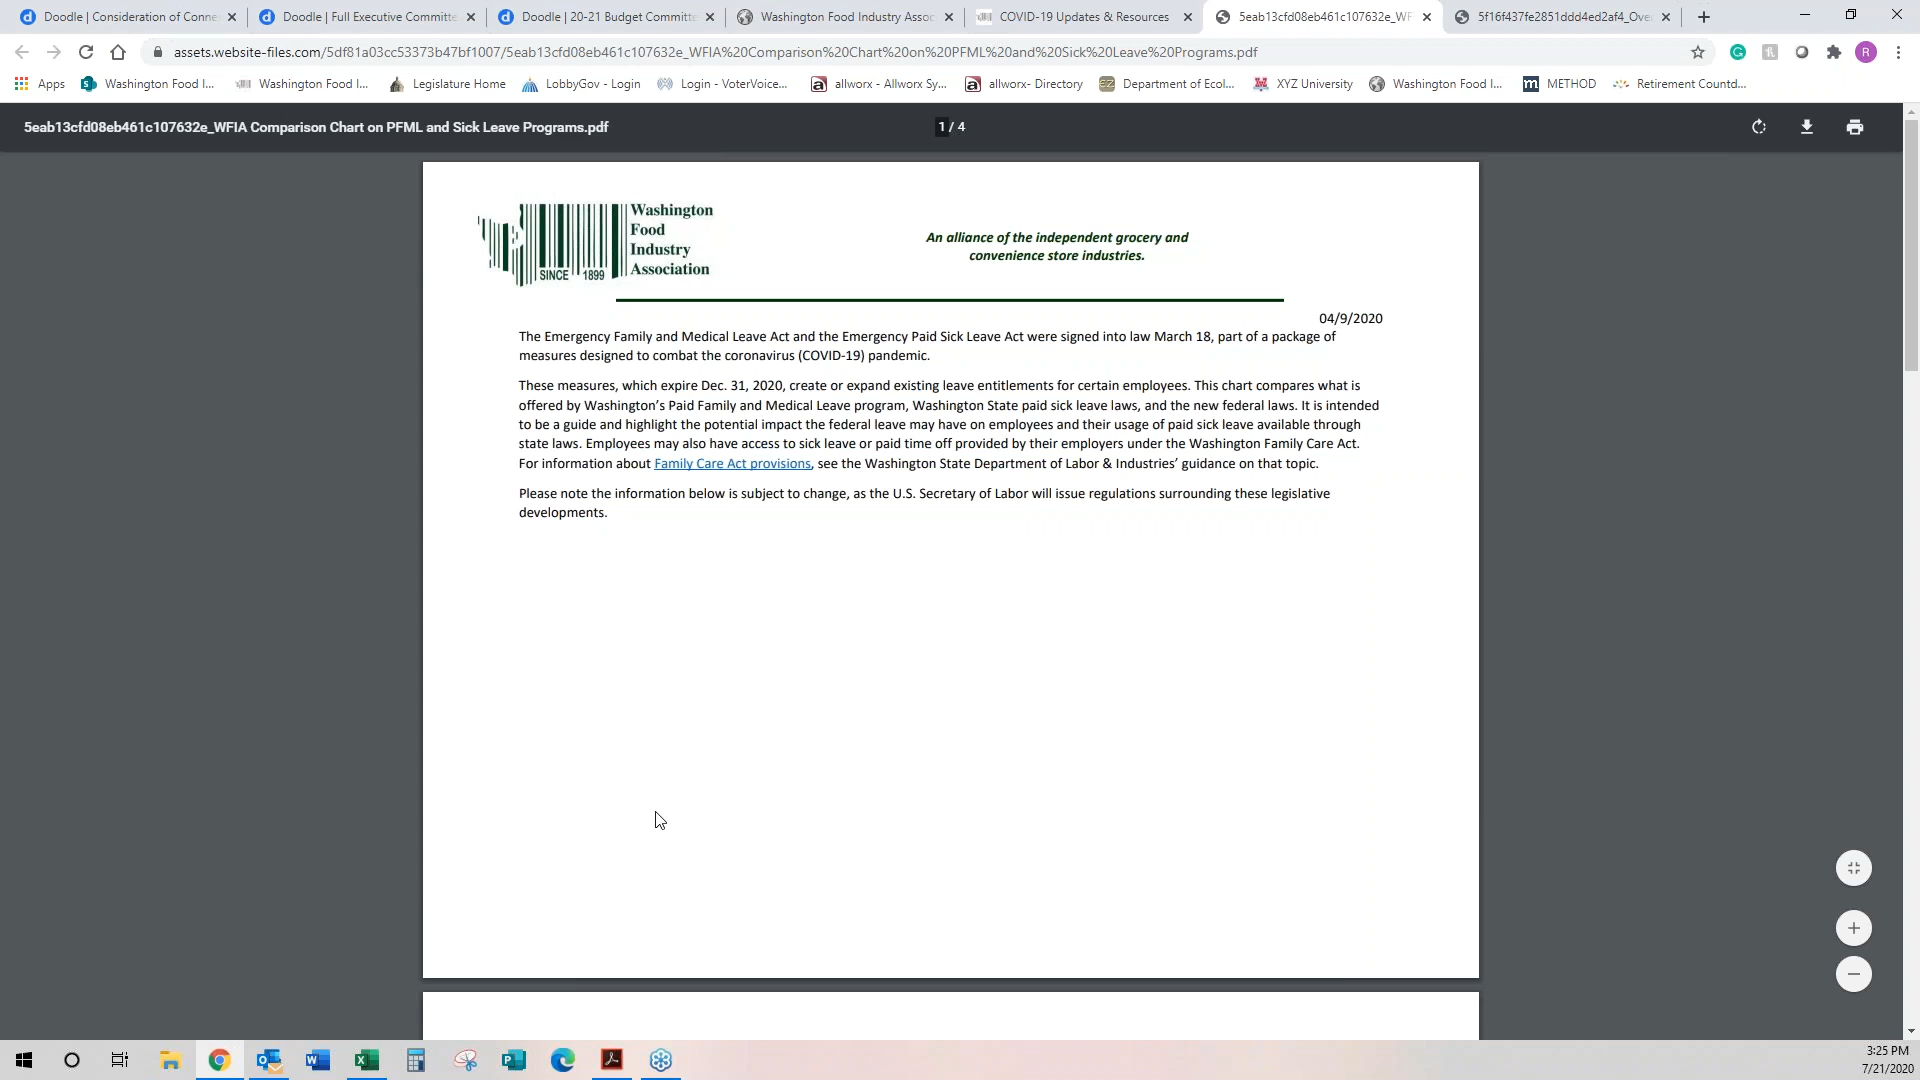 Doodle | Consideration of Conne
Doodle | Full Executive Committe
Doodle | 20-21 Budget Committe
Washington Food Industry Assoc
COVID-19 Updates & Resources
5eab13cfd08eb461c107632e_WF
5f16f437fe2851ddd4ed2af4_Ove
assets.website-files.com/5df81a03cc53373b47bf1007/5eab13cfd08eb461c107632e_WFIA%20Comparison%20Chart%20on%20PFML%20and%20Sick%20Leave%20Programs.pdf
R
Apps
Washington Food I...
Washington Food I...
Legislature Home
LobbyGov - Login
Login - VoterVoice...
allworx - Allworx Sy...
allworx- Directory
Department of Ecol...
XYZ University
Washington Food I...
METHOD
Retirement Countd...
5eab13cfd08eb461c107632e_WFIA Comparison Chart on PFML and Sick Leave Programs.pdf
1 / 4
Washington
Food
Industry
Association
SINCE 1899
An alliance of the independent grocery and
convenience store industries.
04/9/2020
The Emergency Family and Medical Leave Act and the Emergency Paid Sick Leave Act were signed into law March 18, part of a package of
measures designed to combat the coronavirus (COVID-19) pandemic.
These measures, which expire Dec. 31, 2020, create or expand existing leave entitlements for certain employees. This chart compares what is
offered by Washington's Paid Family and Medical Leave program, Washington State paid sick leave laws, and the new federal laws. It is intended
to be a guide and highlight the potential impact the federal leave may have on employees and their usage of paid sick leave available through
state laws. Employees may also have access to sick leave or paid time off provided by their employers under the Washington Family Care Act.
For information about Family Care Act provisions, see the Washington State Department of Labor & Industries' guidance on that topic.
Please note the information below is subject to change, as the U.S. Secretary of Labor will issue regulations surrounding these legislative
developments.
3:25 PM
7/21/2020